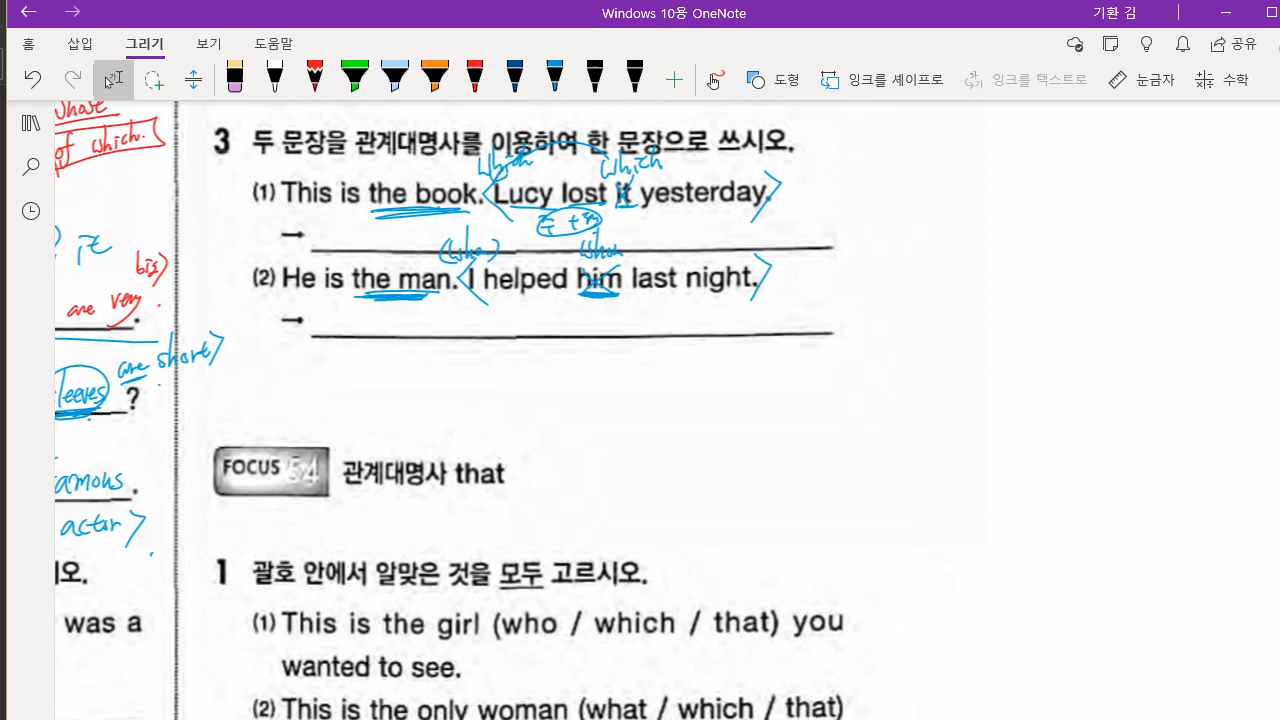 Windows 10용 OneNote
기환 김
홈 삽입 그리기 보기 도움말
공유
도형 잉크를 셰이프로 잉크를 텍스트로 눈금자 수학
whose
of which.
it
big
are very
.
are short
leeves
?
amous
.
actor
오.
was a
3 두 문장을 관계대명사를 이용하여 한 문장으로 쓰시오.
which which
(1) This is the book. Lucy lost it yesterday.
→
(who) whom
(2) He is the man. I helped him last night.
→
FOCUS 54 관계대명사 that
1 괄호 안에서 알맞은 것을 모두 고르시오.
(1) This is the girl (who / which / that) you
wanted to see.
(2) This is the only woman (what / which / that)